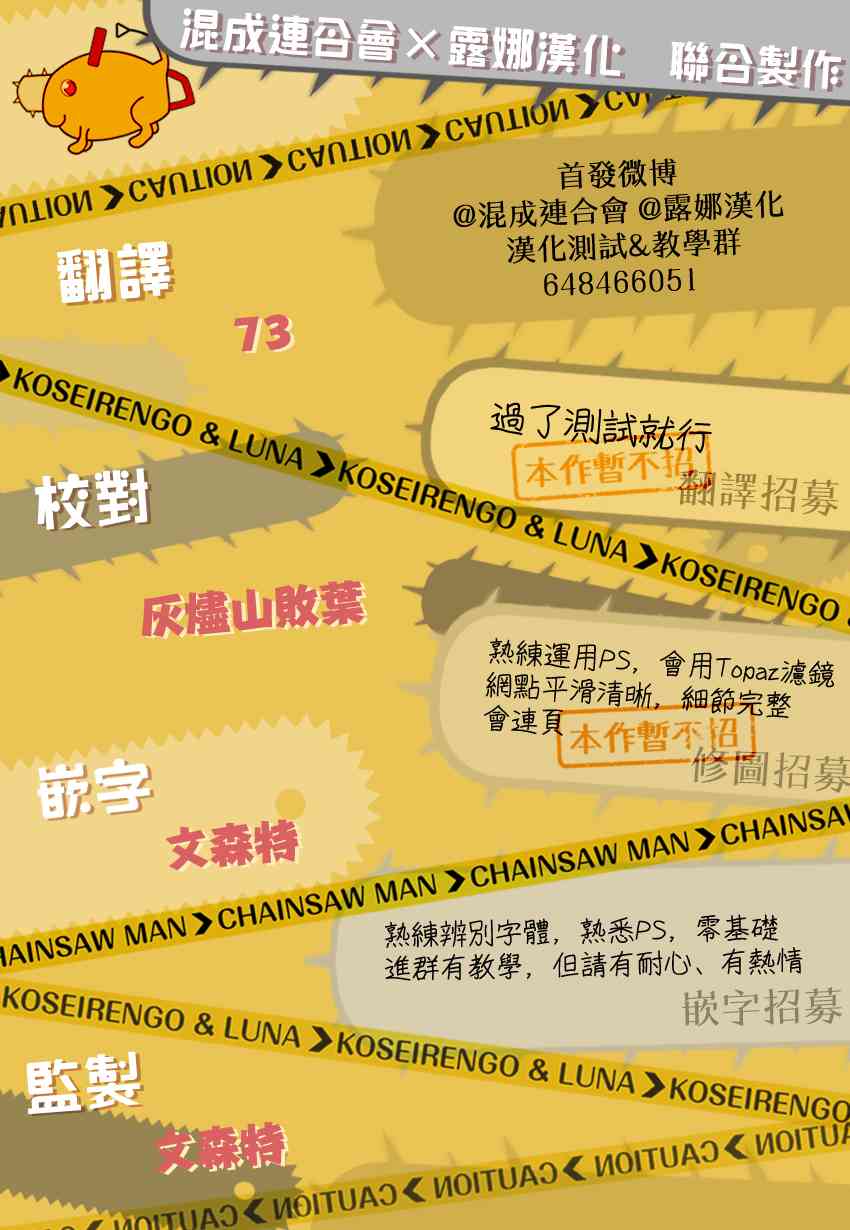 混成連合會×露娜漢化 聯合製作
CAUTION CAUTION CAUTION CAUTION CAUTION
首發微博
@混成連合會 @露娜漢化
漢化測試&教學群
648466051
翻譯
73
KOSEIRENGO & LUNA KOSEIRENGO & LUNA KOSEIRENGO &
過了測試就行
本作暫不招
翻譯招募
校對
灰燼山敗葉
熟練運用PS，會用Topaz濾鏡
網點平滑清晰，細節完整
會連頁
本作暫不招
修圖招募
嵌字
文森特
CHAINSAW MAN CHAINSAW MAN CHAINSAW MAN CHAINSAW
熟練辨別字體，熟悉PS，零基礎
進群有教學，但請有耐心、有熱情
嵌字招募
KOSEIRENGO & LUNA KOSEIRENGO & LUNA KOSEIRENGO
監製
文森特
CAUTION CAUTION CAUTION CAUTION CAUTION